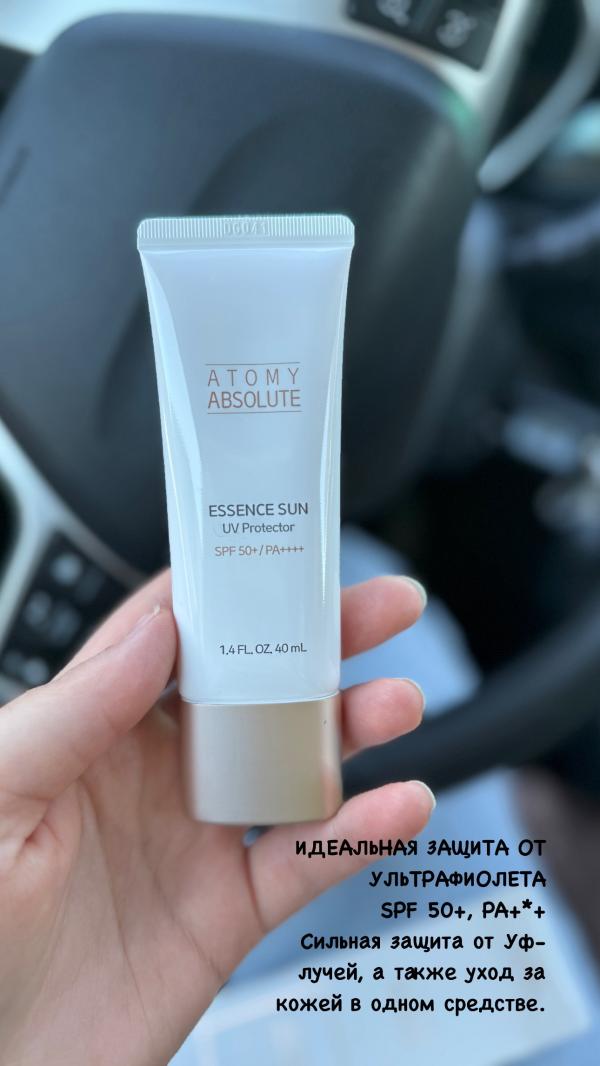 ATOMY
ABSOLUTE
ESSENCE SUN
UV Protector
SPF 50+/PA++++
1.4 FL. OZ. 40 mL
ИДЕАЛЬНАЯ ЗАЩИТА ОТ
УЛЬТРАФИОЛЕТА
SPF 50+, PA+*+
Сильная защита от Уф-
лучей, а также уход за
кожей в одном средстве.